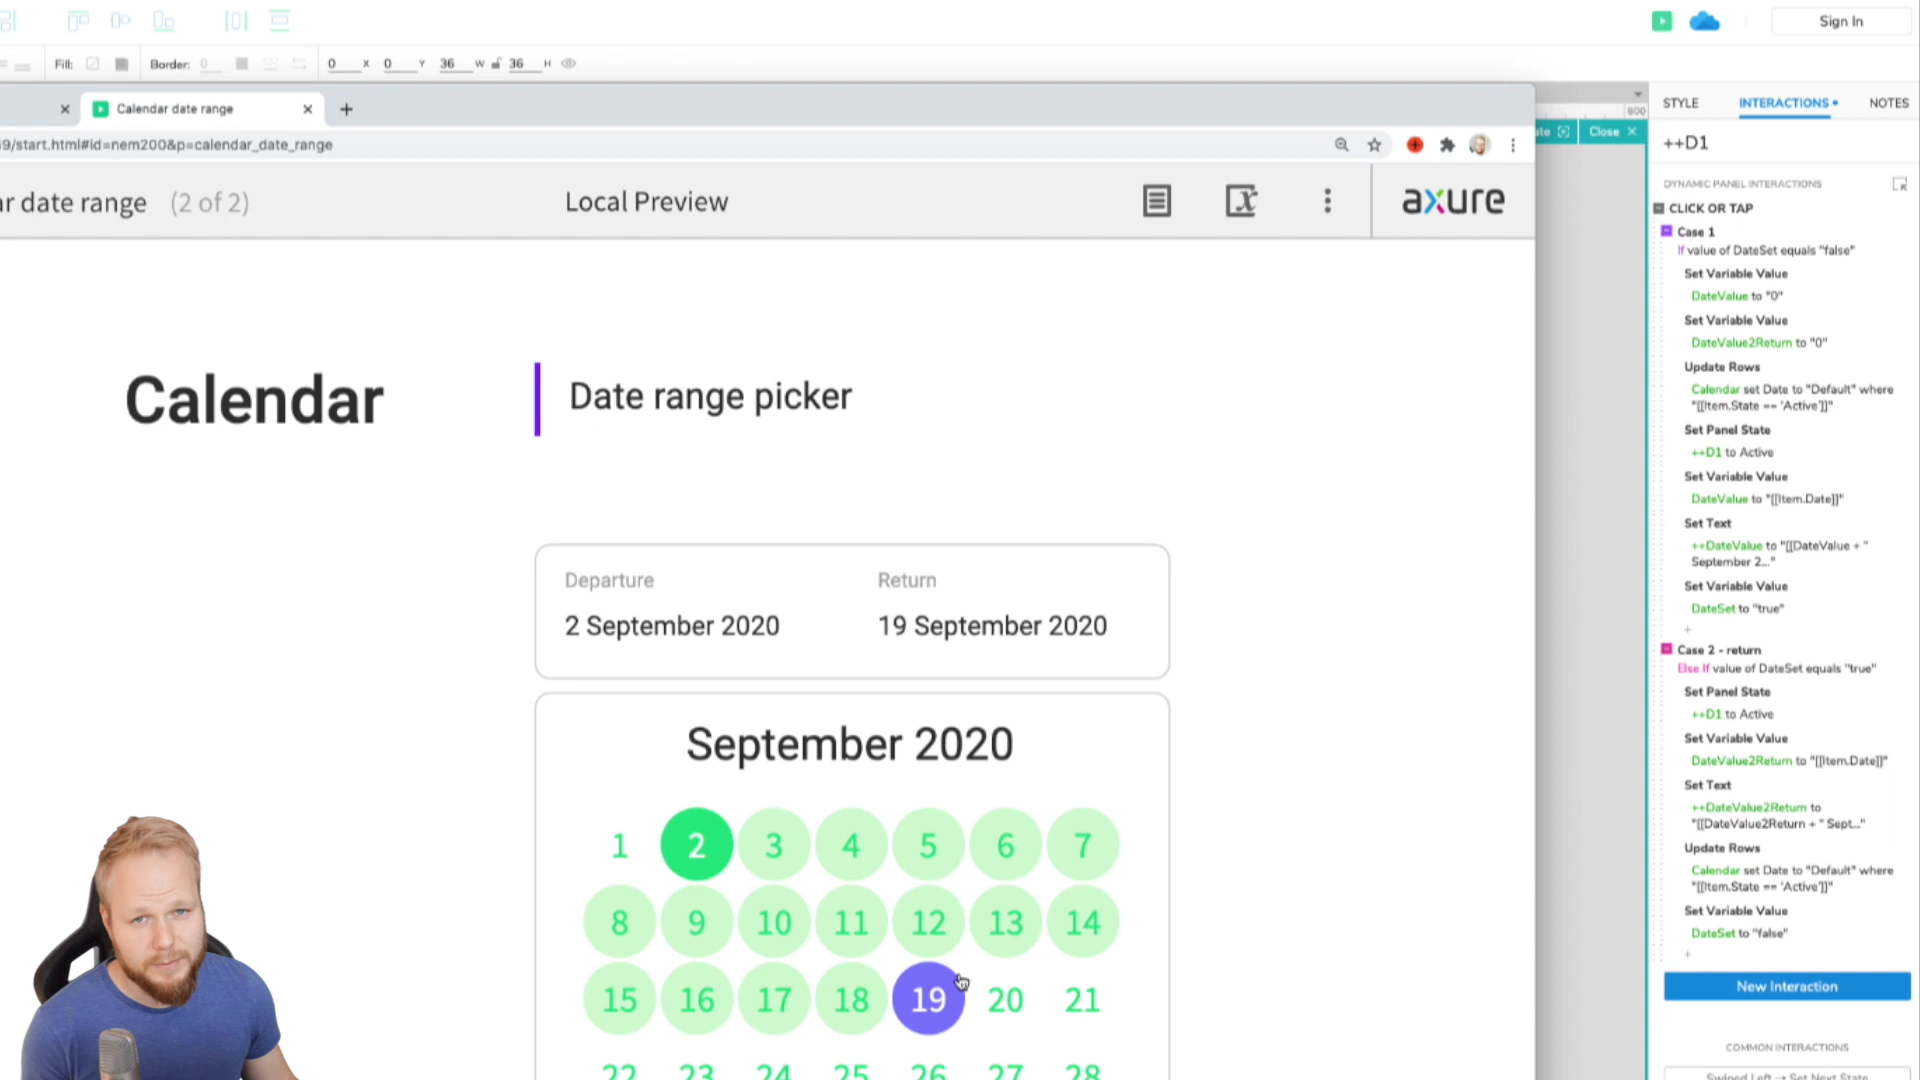 Sign In
Fill:
Border: 0
0 X 0 Y 36 W 36 H
Calendar date range
9/start.html#id=nem200&p=calendar_date_range
ar date range (2 of 2)
Local Preview
axure
800
Close
STYLE
INTERACTIONS
NOTES
++D1
DYNAMIC PANEL INTERACTIONS
CLICK OR TAP
Case 1
If value of DateSet equals "false"
Set Variable Value
DateValue to "0"
Set Variable Value
DateValue2Return to "0"
Update Rows
Calendar set Date to "Default" where
"[[Item.State == 'Active']]"
Set Panel State
++D1 to Active
Set Variable Value
DateValue to "[[Item.Date]]"
Set Text
++DateValue to "[[DateValue + "
September 2..."
Set Variable Value
DateSet to "true"
+
Case 2 - return
Else If value of DateSet equals "true"
Set Panel State
++D1 to Active
Set Variable Value
DateValue2Return to "[[Item.Date]]"
Set Text
++DateValue2Return to
"[[DateValue2Return + " Sept..."
Update Rows
Calendar set Date to "Default" where
"[[Item.State == 'Active']]"
Set Variable Value
DateSet to "false"
+
New Interaction
COMMON INTERACTIONS
Swiped Left → Set Next State
Calendar
Date range picker
Departure
Return
2 September 2020
19 September 2020
September 2020
1 2 3 4 5 6 7
8 9 10 11 12 13 14
15 16 17 18 19 20 21
22 23 24 25 26 27 28